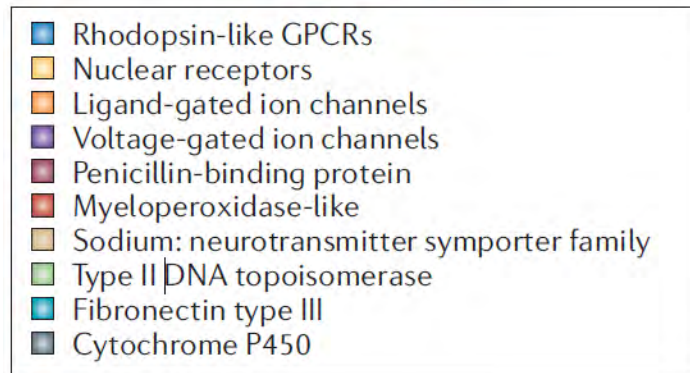 Rhodopsin-like GPCRs
Nuclear receptors
Ligand-gated ion channels
Voltage-gated ion channels
Penicillin-binding protein
Myeloperoxidase-like
Sodium: neurotransmitter symporter family
Type II DNA topoisomerase
Fibronectin type III
Cytochrome P450